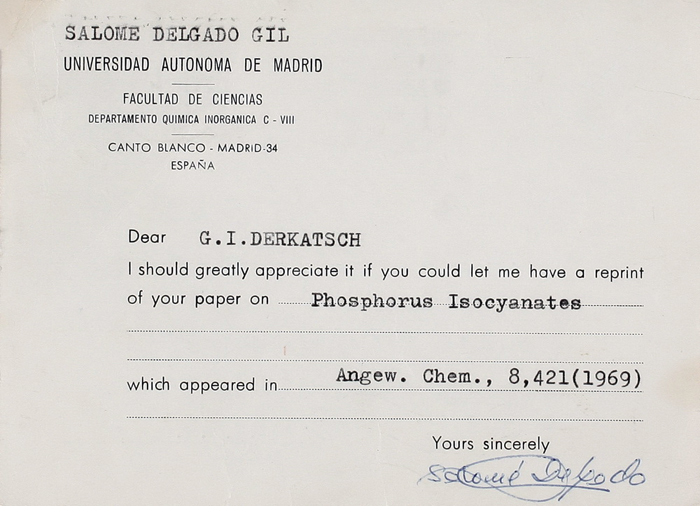 SALOME DELGADO GIL
UNIVERSIDAD AUTONOMA DE MADRID
FACULTAD DE CIENCIAS
DEPARTAMENTO QUIMICA INORGANICA C - VIII
CANTO BLANCO - MADRID-34
ESPAÑA
Dear G.I.DERKATSCH
I should greatly appreciate it if you could let me have a reprint
of your paper on Phosphorus Isocyanates
which appeared in Angew. Chem., 8,421(1969)
Yours sincerely
Salomé Delgado